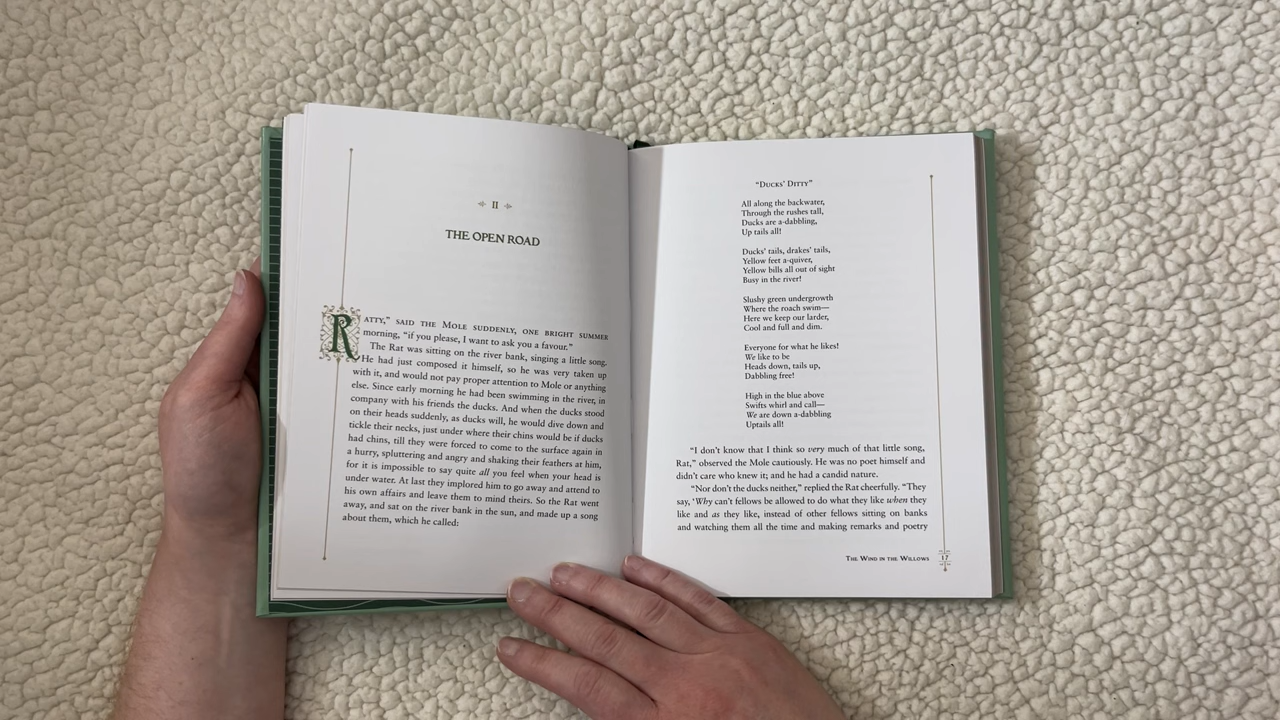 II
THE OPEN ROAD
RATTY,” SAID THE MOLE SUDDENLY, ONE BRIGHT SUMMER
morning, “if you please, I want to ask you a favour.”
The Rat was sitting on the river bank, singing a little song.
He had just composed it himself, so he was very taken up
with it, and would not pay proper attention to Mole or anything
else. Since early morning he had been swimming in the river, in
company with his friends the ducks. And when the ducks stood
on their heads suddenly, as ducks will, he would dive down and
tickle their necks, just under where their chins would be if ducks
had chins, till they were forced to come to the surface again in
a hurry, spluttering and angry and shaking their feathers at him,
for it is impossible to say quite all you feel when your head is
under water. At last they implored him to go away and attend to
his own affairs and leave them to mind theirs. So the Rat went
away, and sat on the river bank in the sun, and made up a song
about them, which he called:
“DUCKS’ DITTY”
All along the backwater,
Through the rushes tall,
Ducks are a-dabbling,
Up tails all!
Ducks’ tails, drakes’ tails,
Yellow feet a-quiver,
Yellow bills all out of sight
Busy in the river!
Slushy green undergrowth
Where the roach swim—
Here we keep our larder,
Cool and full and dim.
Everyone for what he likes!
We like to be
Heads down, tails up,
Dabbling free!
High in the blue above
Swifts whirl and call—
We are down a-dabbling
Uptails all!
“I don’t know that I think so very much of that little song,
Rat,” observed the Mole cautiously. He was no poet himself and
didn’t care who knew it; and he had a candid nature.
“Nor don’t the ducks neither,” replied the Rat cheerfully. “They
say, ‘Why can’t fellows be allowed to do what they like when they
like and as they like, instead of other fellows sitting on banks
and watching them all the time and making remarks and poetry
THE WIND IN THE WILLOWS 17